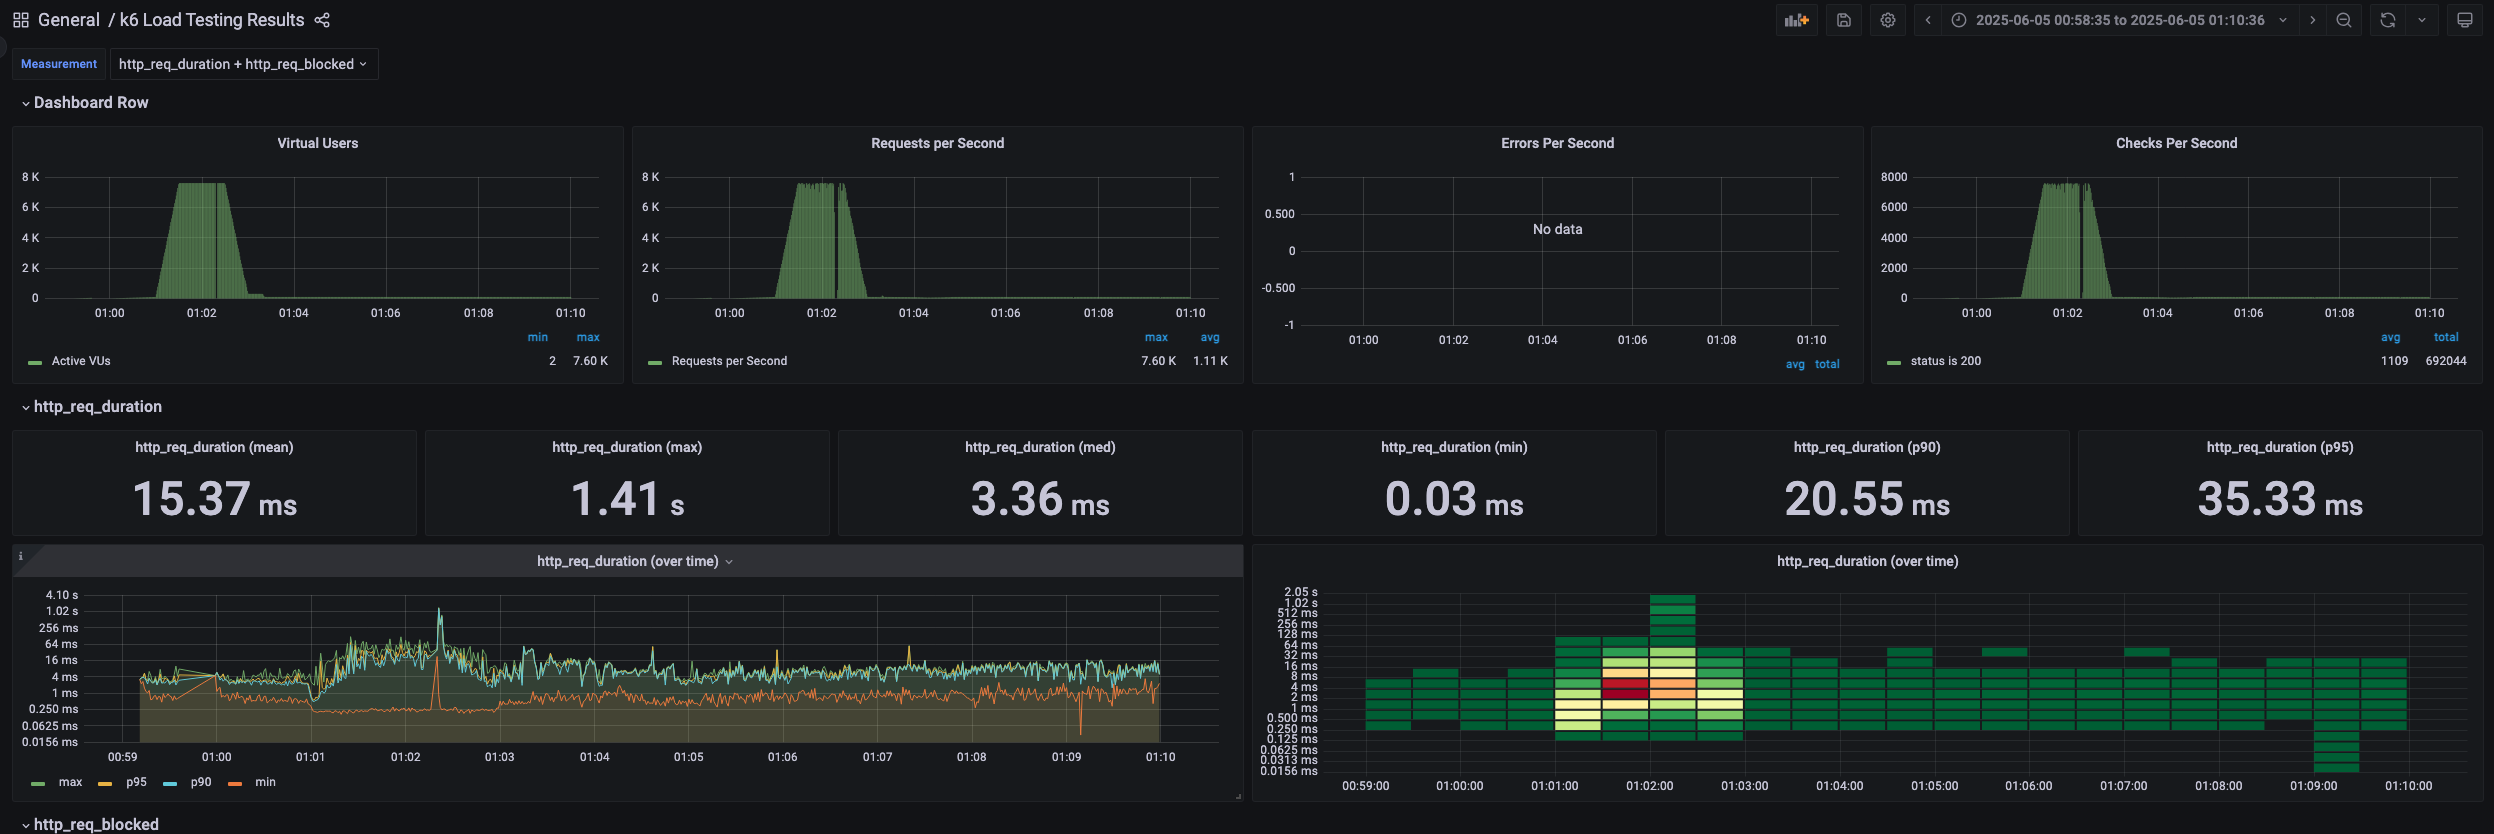 General / k6 Load Testing Results
2025-06-05 00:58:35 to 2025-06-05 01:10:36
Measurement
http_req_duration + http_req_blocked
Dashboard Row
Virtual Users
8 K
6 K
4 K
2 K
0
01:00 01:02 01:04 01:06 01:08 01:10
min max
Active VUs 2 7.60 K
Requests per Second
8 K
6 K
4 K
2 K
0
01:00 01:02 01:04 01:06 01:08 01:10
max avg
Requests per Second 7.60 K 1.11 K
Errors Per Second
1
0.500
0
-0.500
-1
No data
01:00 01:02 01:04 01:06 01:08 01:10
avg total
Checks Per Second
8000
6000
4000
2000
0
01:00 01:02 01:04 01:06 01:08 01:10
avg total
status is 200 1109 692044
http_req_duration
http_req_duration (mean)
15.37 ms
http_req_duration (max)
1.41 s
http_req_duration (med)
3.36 ms
http_req_duration (min)
0.03 ms
http_req_duration (p90)
20.55 ms
http_req_duration (p95)
35.33 ms
i
http_req_duration (over time)
4.10 s
1.02 s
256 ms
64 ms
16 ms
4 ms
1 ms
0.250 ms
0.0625 ms
0.0156 ms
00:59 01:00 01:01 01:02 01:03 01:04 01:05 01:06 01:07 01:08 01:09 01:10
max p95 p90 min
http_req_duration (over time)
2.05 s
1.02 s
512 ms
256 ms
128 ms
64 ms
32 ms
16 ms
8 ms
4 ms
2 ms
1 ms
0.500 ms
0.250 ms
0.125 ms
0.0625 ms
0.0313 ms
0.0156 ms
00:59:00 01:00:00 01:01:00 01:02:00 01:03:00 01:04:00 01:05:00 01:06:00 01:07:00 01:08:00 01:09:00 01:10:00
http_req_blocked